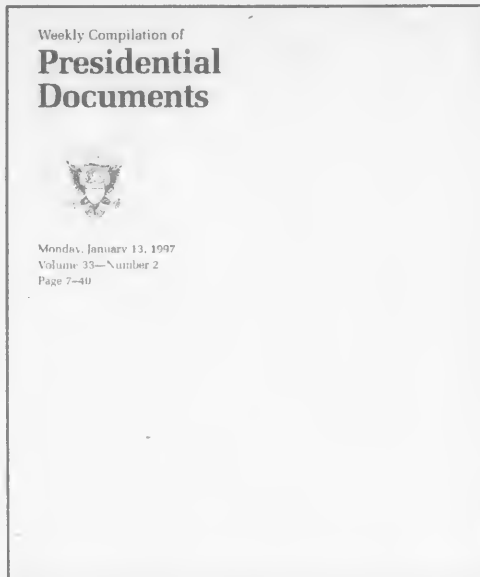 Weekly Compilation of
Presidential
Documents
Monday, January 13, 1997
Volume 33—Number 2
Page 7–40